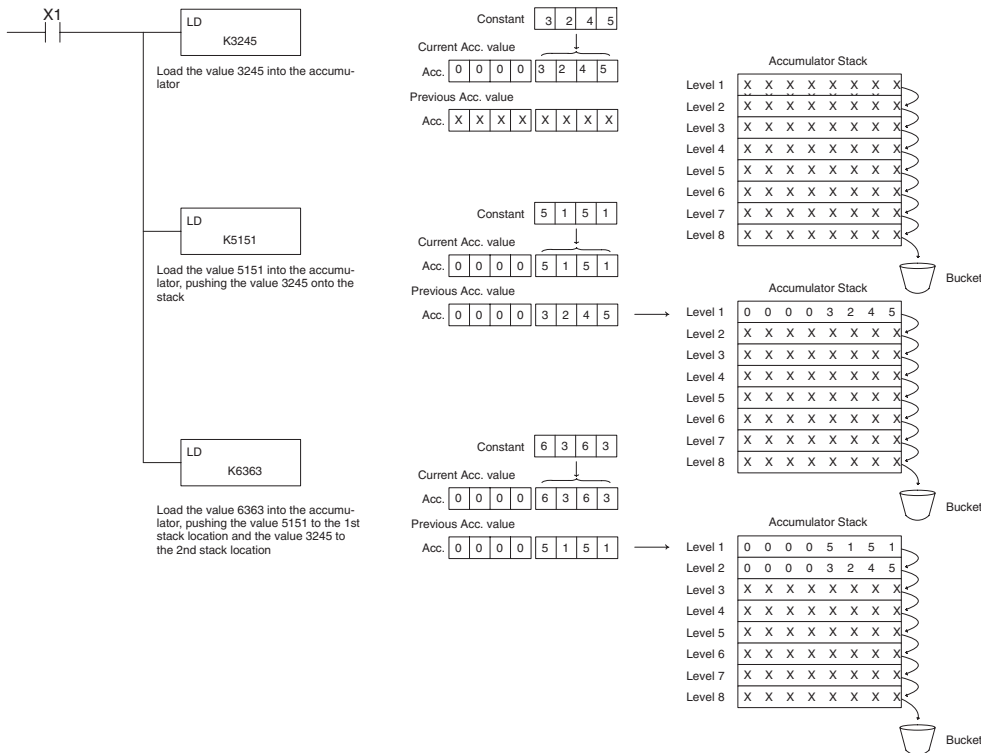 X1
LD
K3245
Load the value 3245 into the accumu-
lator
Constant 3 2 4 5
Current Acc. value
Acc. 0 0 0 0 3 2 4 5
Previous Acc. value
Acc. X X X X X X X X
Accumulator Stack
Level 1 X X X X X X X X
Level 2 X X X X X X X X
Level 3 X X X X X X X X
Level 4 X X X X X X X X
Level 5 X X X X X X X X
Level 6 X X X X X X X X
Level 7 X X X X X X X X
Level 8 X X X X X X X X
Bucket
LD
K5151
Load the value 5151 into the accumu-
lator, pushing the value 3245 onto the
stack
Constant 5 1 5 1
Current Acc. value
Acc. 0 0 0 0 5 1 5 1
Previous Acc. value
Acc. 0 0 0 0 3 2 4 5
Accumulator Stack
Level 1 0 0 0 0 3 2 4 5
Level 2 X X X X X X X X
Level 3 X X X X X X X X
Level 4 X X X X X X X X
Level 5 X X X X X X X X
Level 6 X X X X X X X X
Level 7 X X X X X X X X
Level 8 X X X X X X X X
Bucket
LD
K6363
Load the value 6363 into the accumu-
lator, pushing the value 5151 to the 1st
stack location and the value 3245 to
the 2nd stack location
Constant 6 3 6 3
Current Acc. value
Acc. 0 0 0 0 6 3 6 3
Previous Acc. value
Acc. 0 0 0 0 5 1 5 1
Accumulator Stack
Level 1 0 0 0 0 5 1 5 1
Level 2 0 0 0 0 3 2 4 5
Level 3 X X X X X X X X
Level 4 X X X X X X X X
Level 5 X X X X X X X X
Level 6 X X X X X X X X
Level 7 X X X X X X X X
Level 8 X X X X X X X X
Bucket